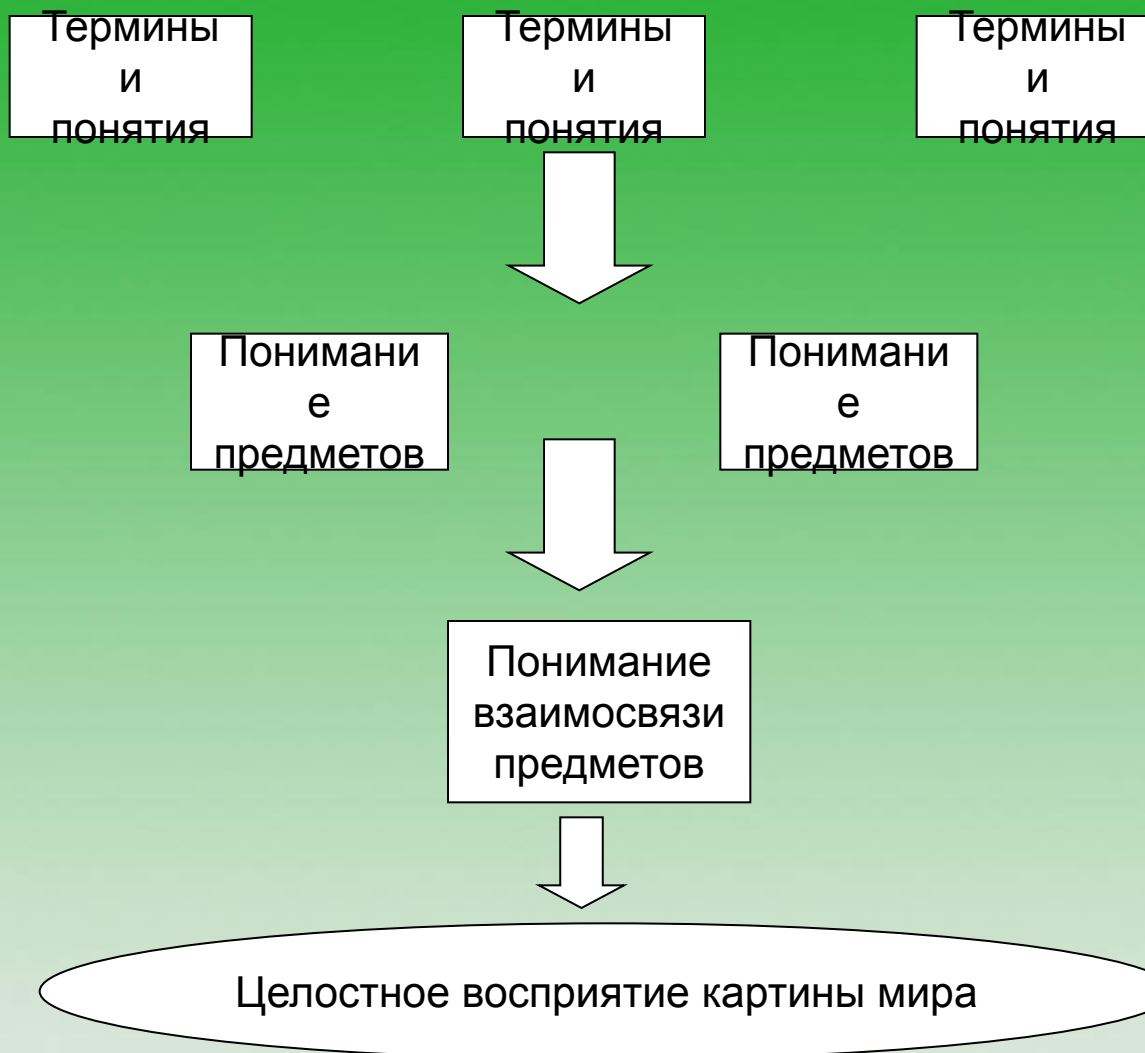 Термины
и
понятия
Термины
и
понятия
Термины
и
понятия
Понимани
е
предметов
Понимани
е
предметов
Понимание
взаимосвязи
предметов
Целостное восприятие картины мира